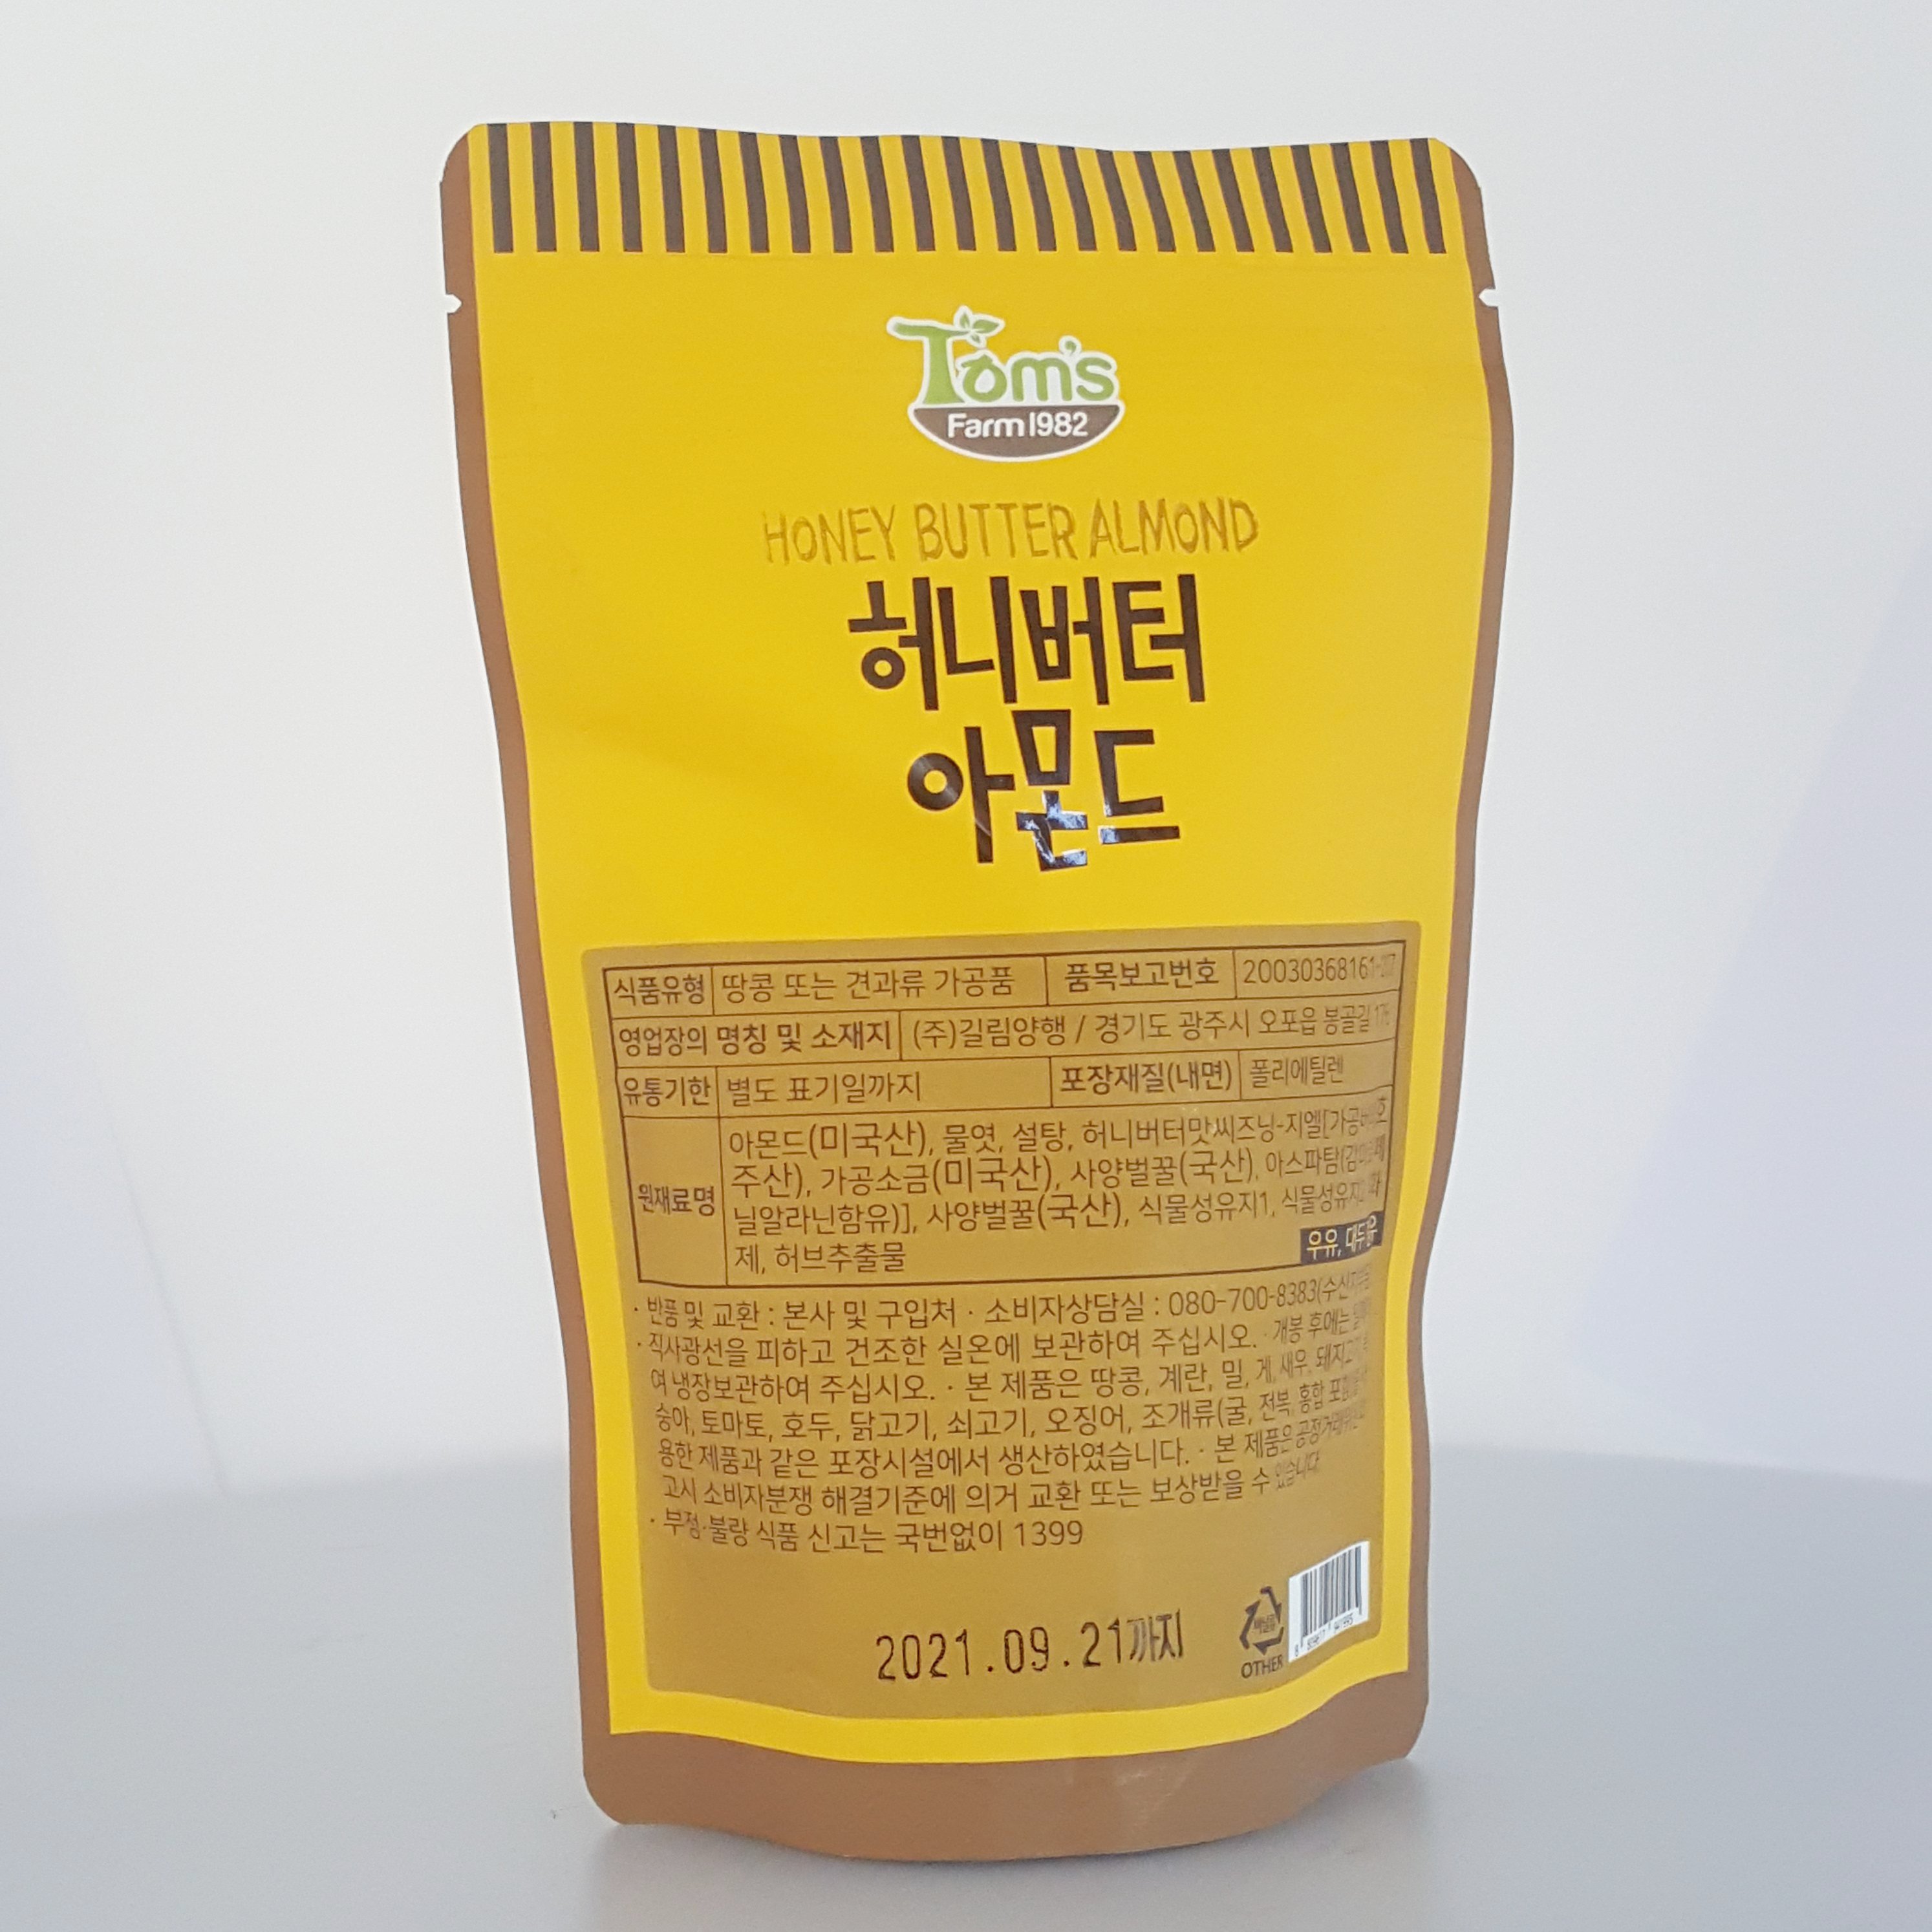 Tom's
Farm 1982
HONEY BUTTER ALMOND
허니버터
아몬드
식품유형 땅콩 또는 견과류 가공품 품목보고번호 20030368161-
영업장의 명칭 및 소재지 (주)길림양행 / 경기도 광주시 오포읍 봉골길
유통기한 별도 표기일까지 포장재질(내면) 폴리에틸렌
원재료명 아몬드(미국산), 물엿, 설탕, 허니버터맛씨즈닝-지엘[가공버터(호
주산), 가공소금(미국산), 사양벌꿀(국산), 아스파탐(감미료, 페
닐알라닌함유)], 사양벌꿀(국산), 식물성유지1, 식물성유지
제, 허브추출물
우유, 대두
· 반품 및 교환 : 본사 및 구입처 · 소비자상담실 : 080-700-8383
· 직사광선을 피하고 건조한 실온에 보관하여 주십시오. · 개봉 후에는
여 냉장보관하여 주십시오. · 본 제품은 땅콩, 계란, 밀, 게, 새우, 돼지고기
숭아, 토마토, 호두, 닭고기, 쇠고기, 오징어, 조개류(굴, 전복, 홍합
용한 제품과 같은 포장시설에서 생산하였습니다. · 본 제품은 공정거래위원회
고시 소비자분쟁 해결기준에 의거 교환 또는 보상받을 수 있습니다.
· 부정·불량 식품 신고는 국번없이 1399
2021.09.21까지
OTHER